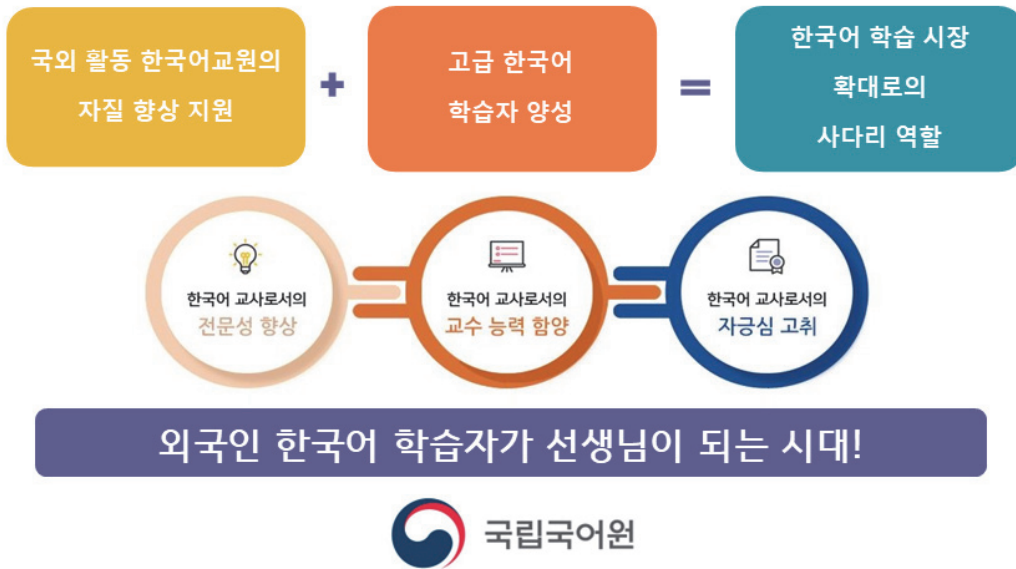 국외 활동 한국어교원의
자질 향상 지원
+
고급 한국어
학습자 양성
=
한국어 학습 시장
확대로의
사다리 역할
한국어 교사로서의
전문성 향상
한국어 교사로서의
교수 능력 함양
한국어 교사로서의
자긍심 고취
외국인 한국어 학습자가 선생님이 되는 시대!
국립국어원